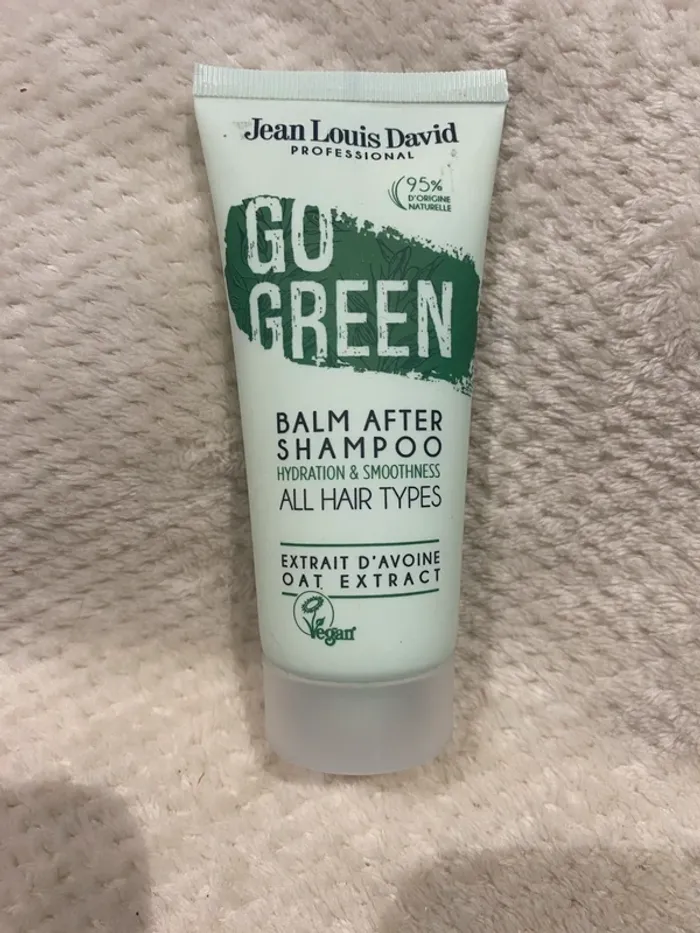 Jean Louis David
PROFESSIONAL
95%
D'ORIGINE
NATURELLE
GO
GREEN
BALM AFTER
SHAMPOO
HYDRATION & SMOOTHNESS
ALL HAIR TYPES
EXTRAIT D'AVOINE
OAT EXTRACT
Vegan